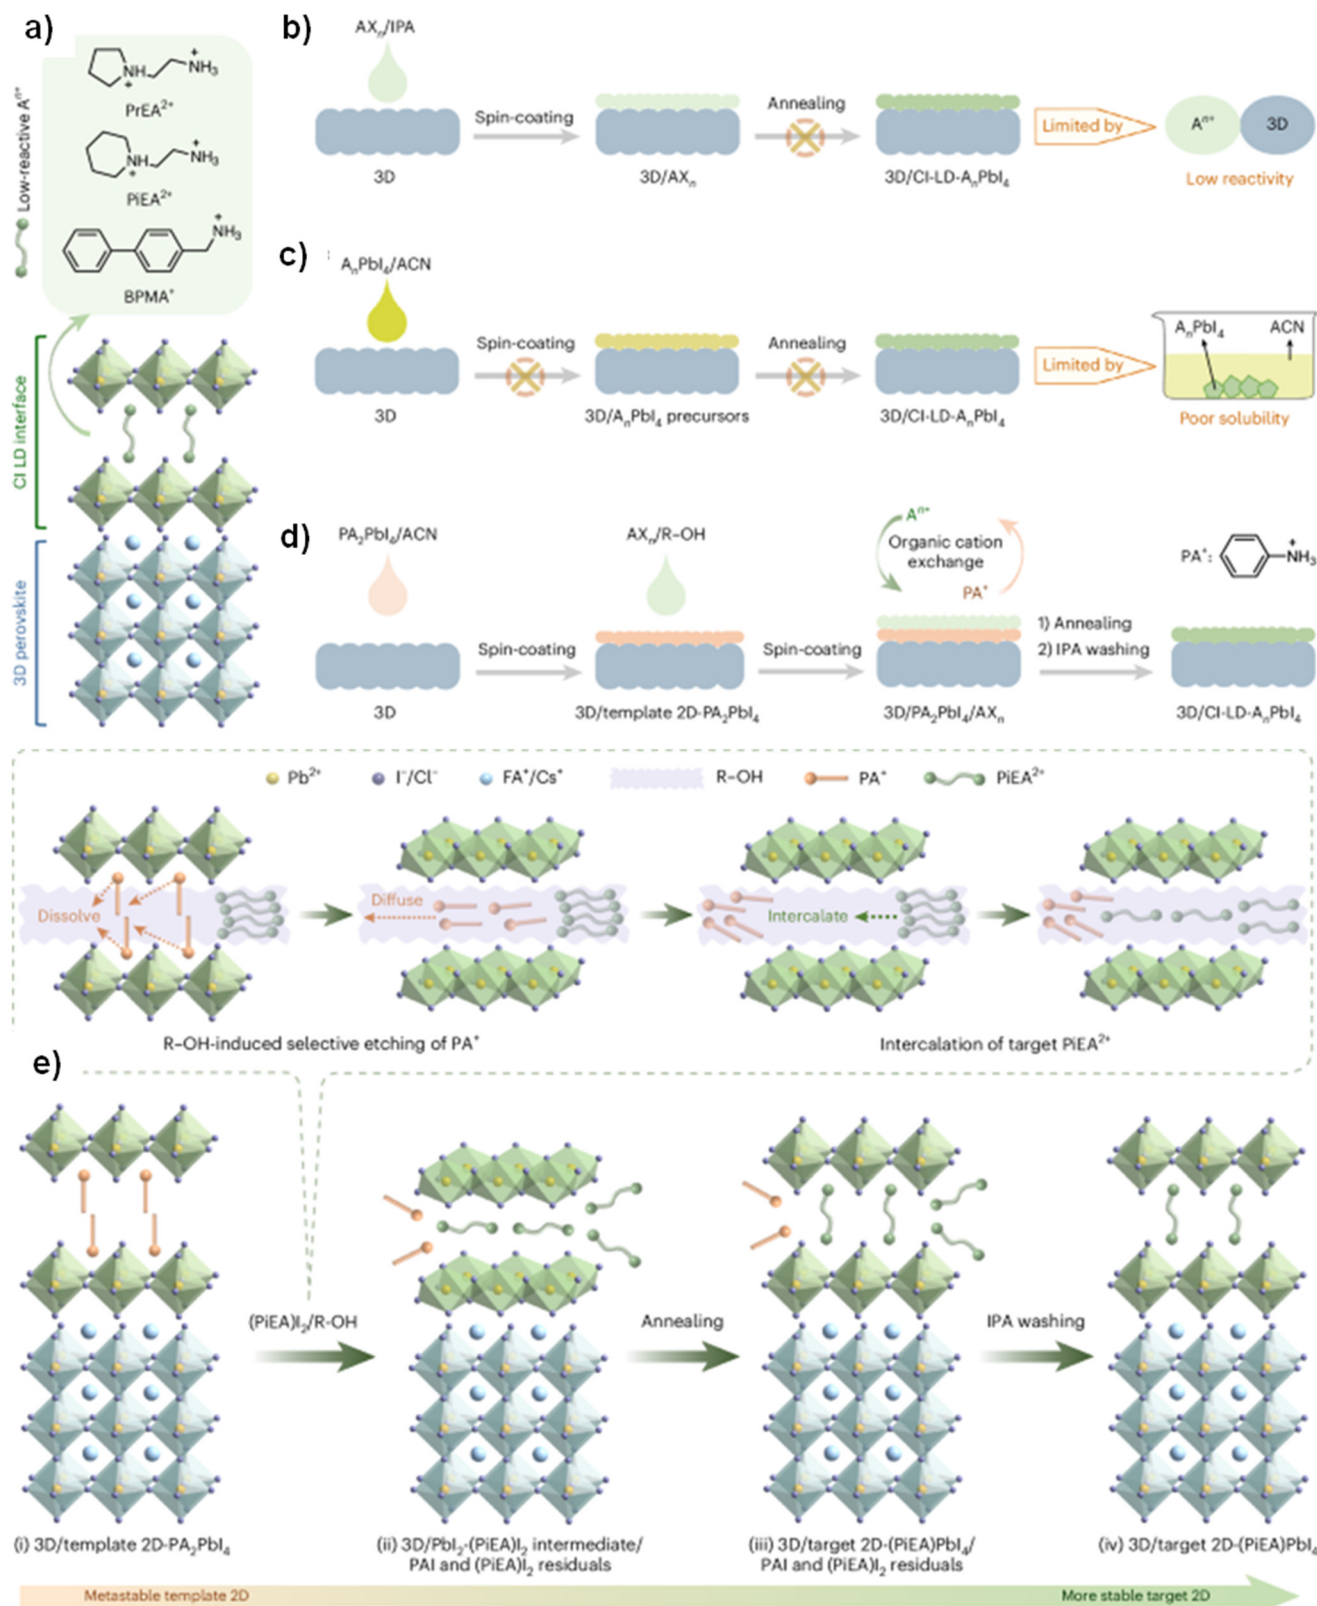 a)
Low-reactive Aⁿ⁺
NH
+
+
NH₃
PrEA²⁺
NH
+
+
NH₃
PiEA²⁺
+
NH₃
BPMA⁺
CI LD interface
3D perovskite
b)
AXₙ/IPA
Spin-coating
Annealing
Limited by
Aⁿ⁺
3D
3D
3D/AXₙ
3D/CI-LD-AₙPbI₄
Low reactivity
c)
AₙPbI₄/ACN
Spin-coating
Annealing
Limited by
AₙPbI₄
ACN
3D
3D/AₙPbI₄ precursors
3D/CI-LD-AₙPbI₄
Poor solubility
d)
PA₂PbI₄/ACN
AXₙ/R–OH
Aⁿ⁺
Organic cation
exchange
PA⁺
PA⁺:
+
NH₃
Spin-coating
Spin-coating
1) Annealing
2) IPA washing
3D
3D/template 2D-PA₂PbI₄
3D/PA₂PbI₄/AXₙ
3D/CI-LD-AₙPbI₄
Pb²⁺
I⁻/Cl⁻
FA⁺/Cs⁺
R–OH
PA⁺
PiEA²⁺
Dissolve
Diffuse
Intercalate
R–OH-induced selective etching of PA⁺
Intercalation of target PiEA²⁺
e)
(PiEA)I₂/R-OH
Annealing
IPA washing
(i) 3D/template 2D-PA₂PbI₄
(ii) 3D/PbI₂-(PiEA)I₂ intermediate/
PAI and (PiEA)I₂ residuals
(iii) 3D/target 2D-(PiEA)PbI₄/
PAI and (PiEA)I₂ residuals
(iv) 3D/target 2D-(PiEA)PbI₄
Metastable template 2D
More stable target 2D